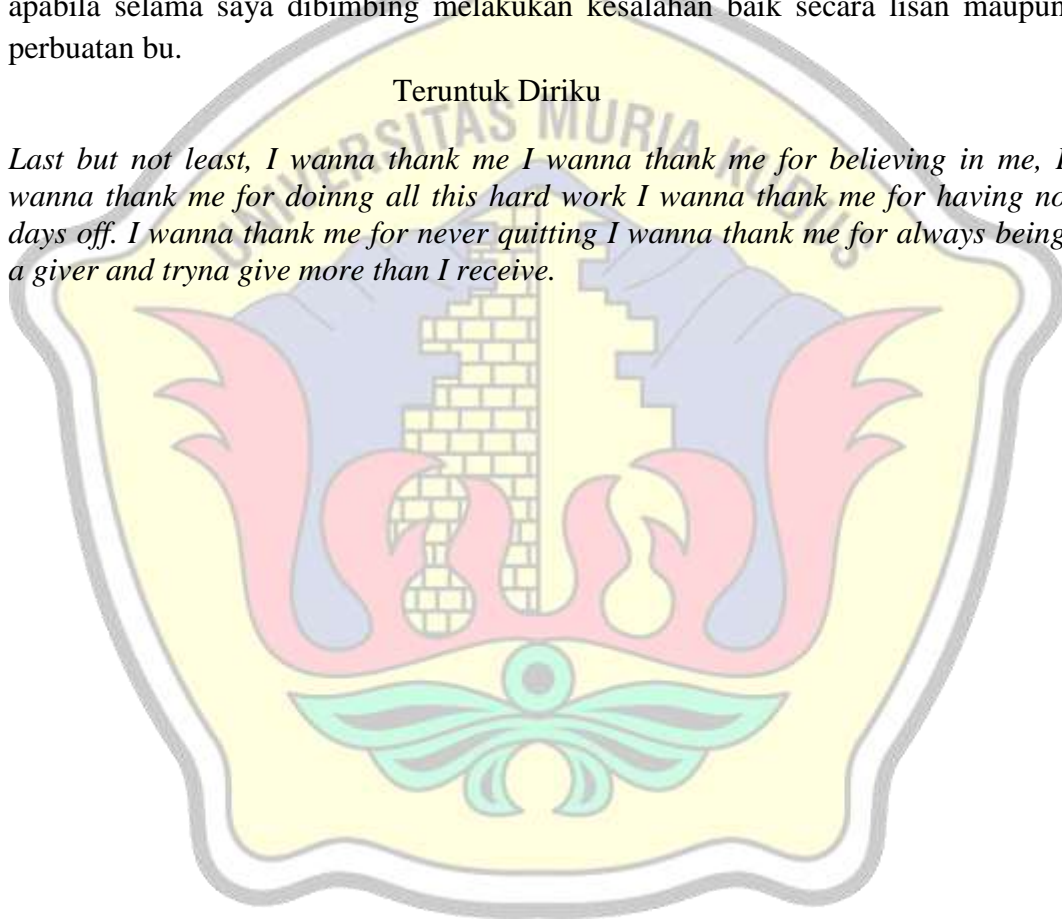 apabila selama saya dibimbing melakukan kesalahan baik secara lisan maupun
perbuatan bu.
Teruntuk Diriku
UNIVERSITAS MURIA KUDUS
Last but not least, I wanna thank me I wanna thank me for believing in me, I
wanna thank me for doinng all this hard work I wanna thank me for having no
days off. I wanna thank me for never quitting I wanna thank me for always being
a giver and tryna give more than I receive.